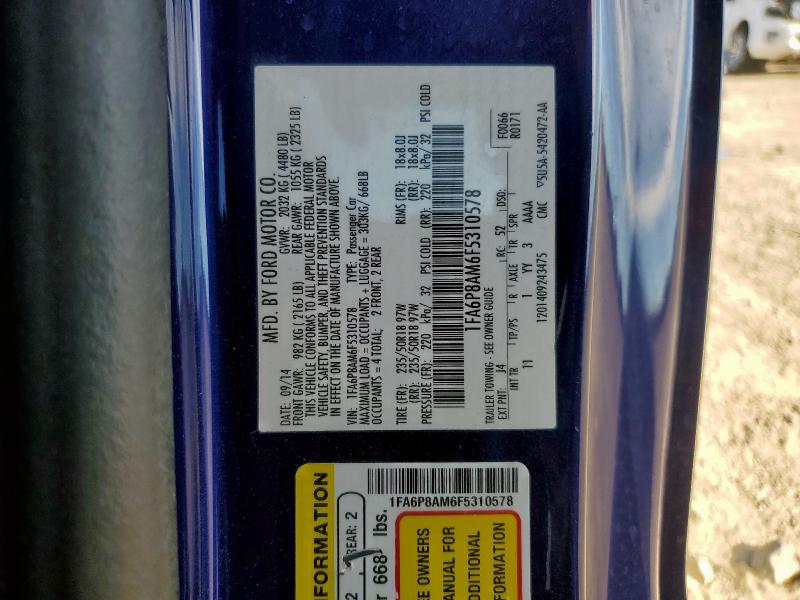 MFD. BY FORD MOTOR CO.
DATE: 09/14 GVWR: 2032 KG ( 4480 LB)
FRONT GAWR: 982 KG ( 2165 LB) REAR GAWR: 1055 KG ( 2325 LB)
THIS VEHICLE CONFORMS TO ALL APPLICABLE FEDERAL MOTOR
VEHICLE SAFETY, BUMPER, AND THEFT PREVENTION STANDARDS
IN EFFECT ON THE DATE OF MANUFACTURE SHOWN ABOVE.
VIN: 1FA6P8AM6F5310578 TYPE: Passenger Car
MAXIMUM LOAD = OCCUPANTS + LUGGAGE = 303KG/ 668LB
OCCUPANTS = 4 TOTAL; 2 FRONT, 2 REAR
TIRE (FR): 235/50R18 97W RIMS (FR): 18x8.0J
(RR): 235/50R18 97W (RR): 18x8.0J
PRESSURE (FR): 220 kPa/ 32 PSI COLD (RR): 220 kPa/ 32 PSI COLD
1FA6P8AM6F5310578
F0066
R0171
TRAILER TOWING - SEE OWNER GUIDE
EXT PNT: J4 RC: 52 DSO:
INT TR TP/PS R AXLE TR SPR
11 1 YY 3 AAAA
1201409243475 CMC 5U5A-5420472-AA
FORMATION
2 REAR: 2
r 668 lbs.
1FA6P8AM6F5310578
E OWNERS
ANUAL FOR
DDITIONAL
FORMATION